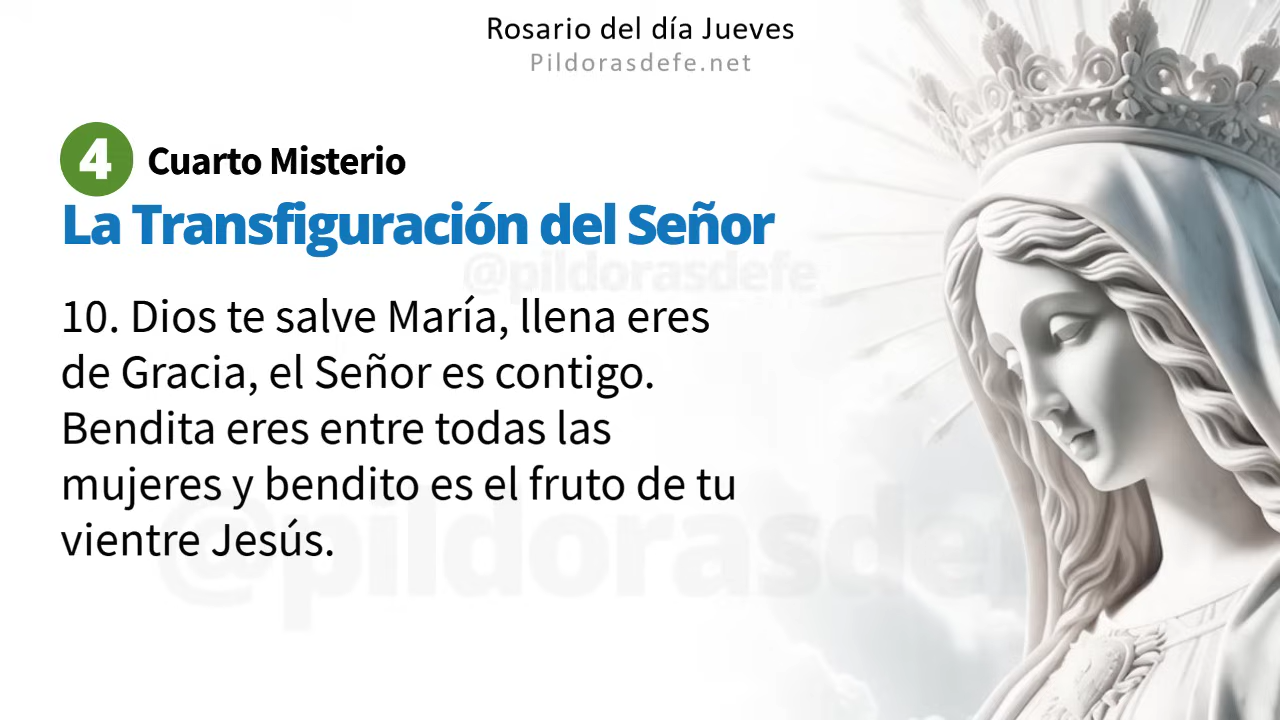 Rosario del día Jueves
Pildorasdefe.net
4 Cuarto Misterio
La Transfiguración del Señor
@pildorasdefe
10. Dios te salve María, llena eres
de Gracia, el Señor es contigo.
Bendita eres entre todas las
mujeres y bendito es el fruto de tu
vientre Jesús.
@pildorasdefe